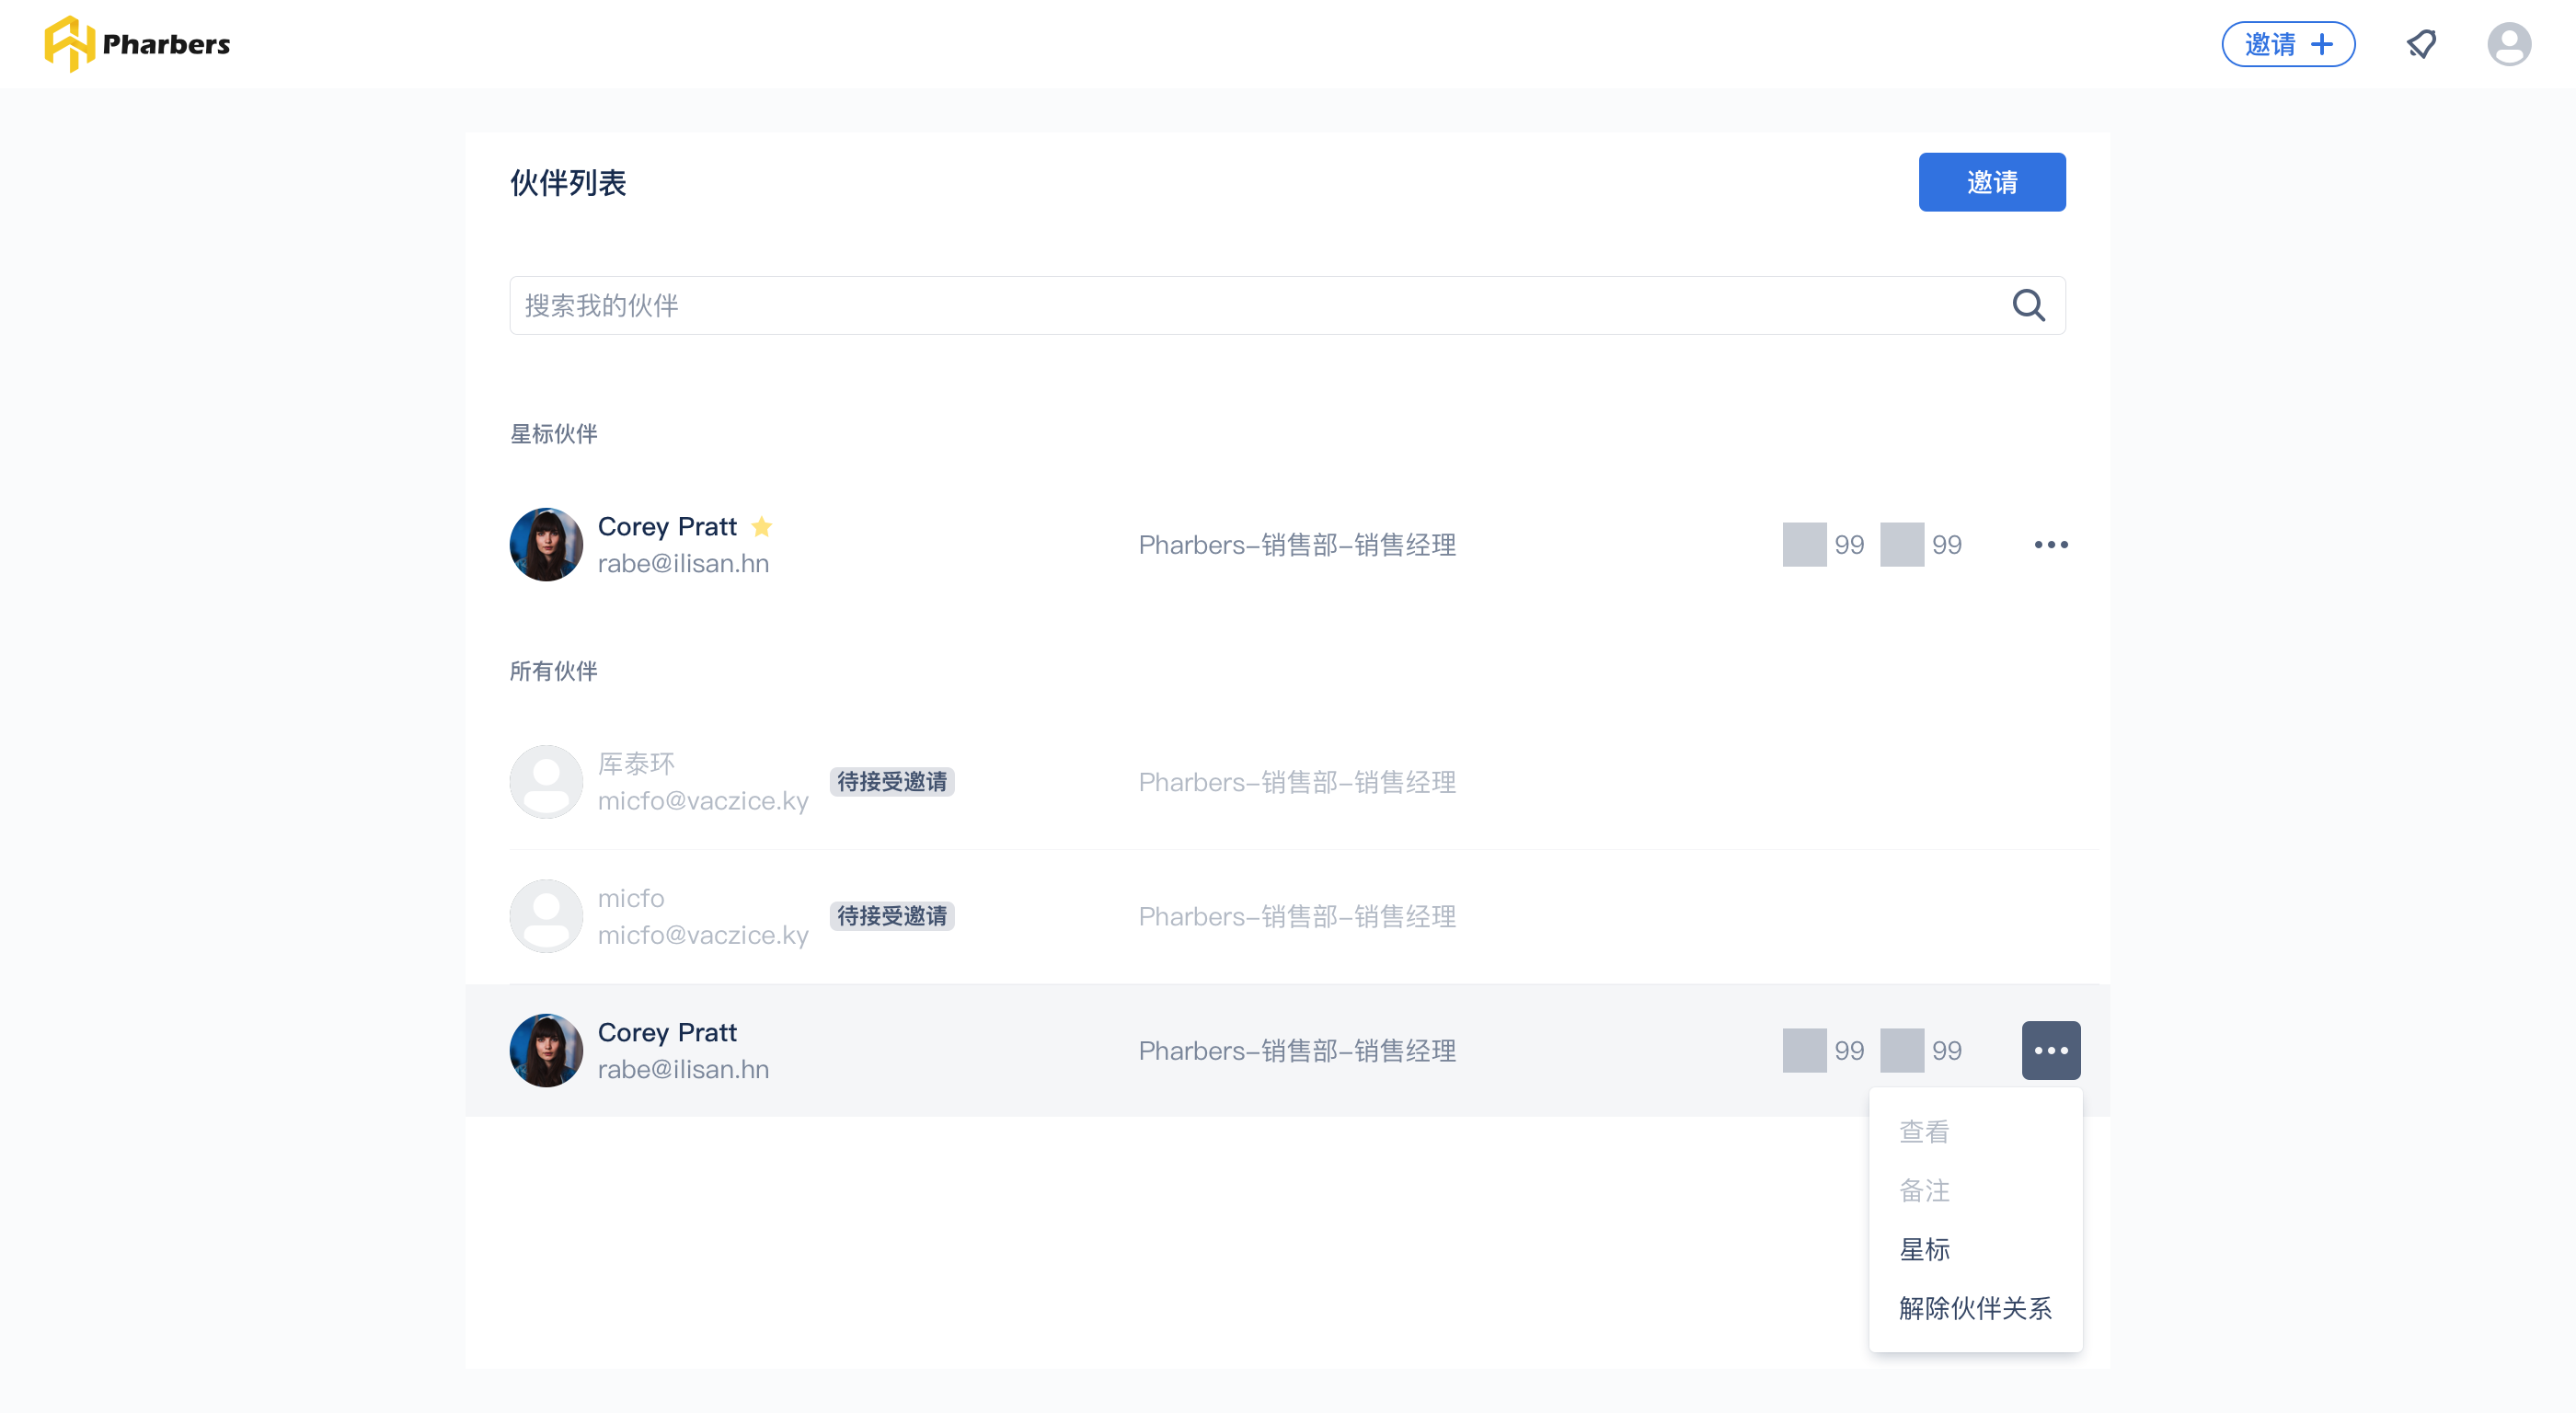 Pharbers
邀请
伙伴列表
邀请
搜索我的伙伴
星标伙伴
Corey Pratt
rabe@ilisan.hn
Pharbers-销售部-销售经理
99 99
所有伙伴
厍泰环
micfo@vaczice.ky
待接受邀请
Pharbers-销售部-销售经理
micfo
micfo@vaczice.ky
待接受邀请
Pharbers-销售部-销售经理
Corey Pratt
rabe@ilisan.hn
Pharbers-销售部-销售经理
99 99
查看
备注
星标
解除伙伴关系